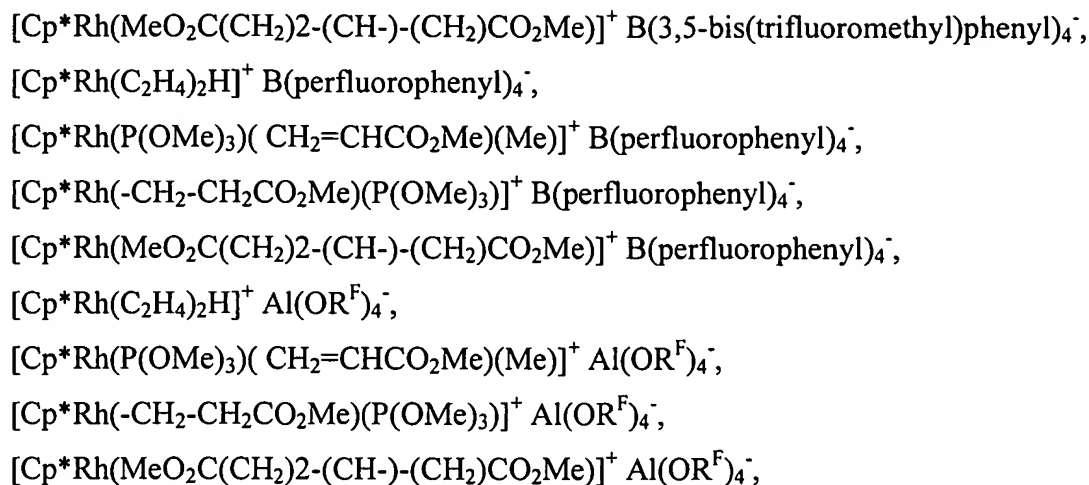 [Cp*Rh(MeO₂C(CH₂)2-(CH-)-(CH₂)CO₂Me)]⁺ B(3,5-bis(trifluoromethyl)phenyl)₄⁻,
[Cp*Rh(C₂H₄)₂H]⁺ B(perfluorophenyl)₄⁻,
[Cp*Rh(P(OMe)₃)( CH₂=CHCO₂Me)(Me)]⁺ B(perfluorophenyl)₄⁻,
[Cp*Rh(-CH₂-CH₂CO₂Me)(P(OMe)₃)]⁺ B(perfluorophenyl)₄⁻,
[Cp*Rh(MeO₂C(CH₂)2-(CH-)-(CH₂)CO₂Me)]⁺ B(perfluorophenyl)₄⁻,
[Cp*Rh(C₂H₄)₂H]⁺ Al(ORᶠ)₄⁻,
[Cp*Rh(P(OMe)₃)( CH₂=CHCO₂Me)(Me)]⁺ Al(ORᶠ)₄⁻,
[Cp*Rh(-CH₂-CH₂CO₂Me)(P(OMe)₃)]⁺ Al(ORᶠ)₄⁻,
[Cp*Rh(MeO₂C(CH₂)2-(CH-)-(CH₂)CO₂Me)]⁺ Al(ORᶠ)₄⁻,